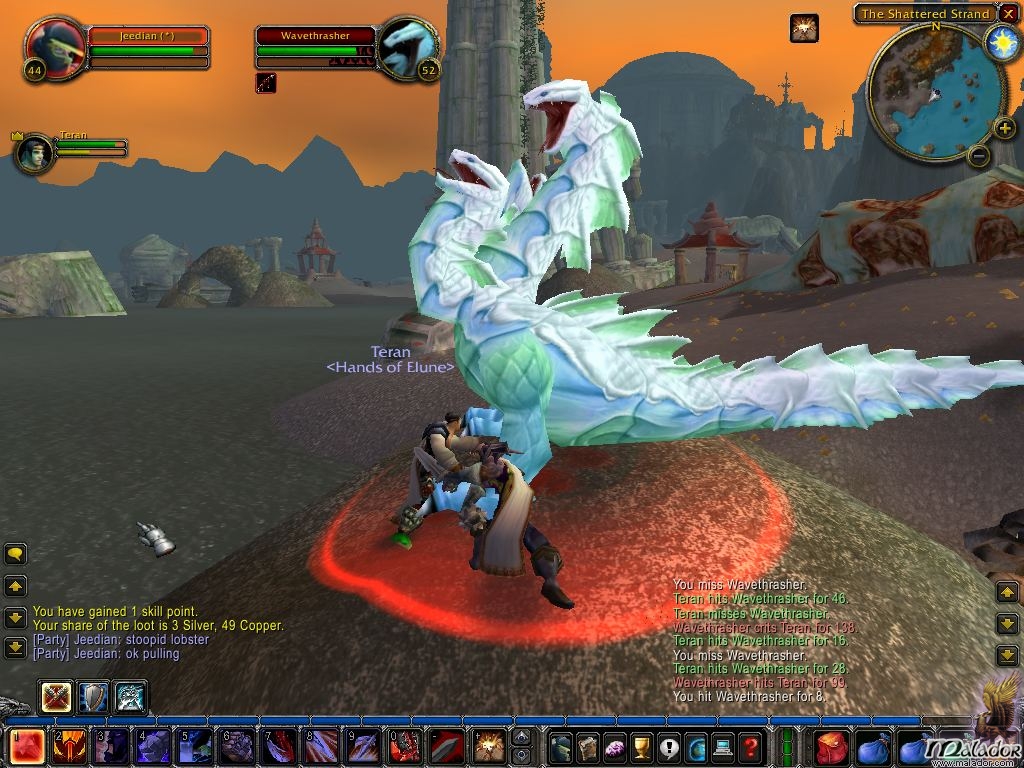 Jeedian (*)
44
Wavethrasher
52
The Shattered Strand
N
Teran
Teran
<Hands of Elune>
You have gained 1 skill point.
Your share of the loot is 3 Silver, 49 Copper.
[Party] Jeedian: stoopid lobster
[Party] Jeedian: ok pulling
You miss Wavethrasher.
Teran hits Wavethrasher for 46.
Teran misses Wavethrasher.
Wavethrasher crits Teran for 138.
Teran hits Wavethrasher for 16.
You miss Wavethrasher.
Teran hits Wavethrasher for 28.
Wavethrasher hits Teran for 99.
You hit Wavethrasher for 8.
1 2 3 4 5 6 7 8 9 0
Malador
www.malador.com